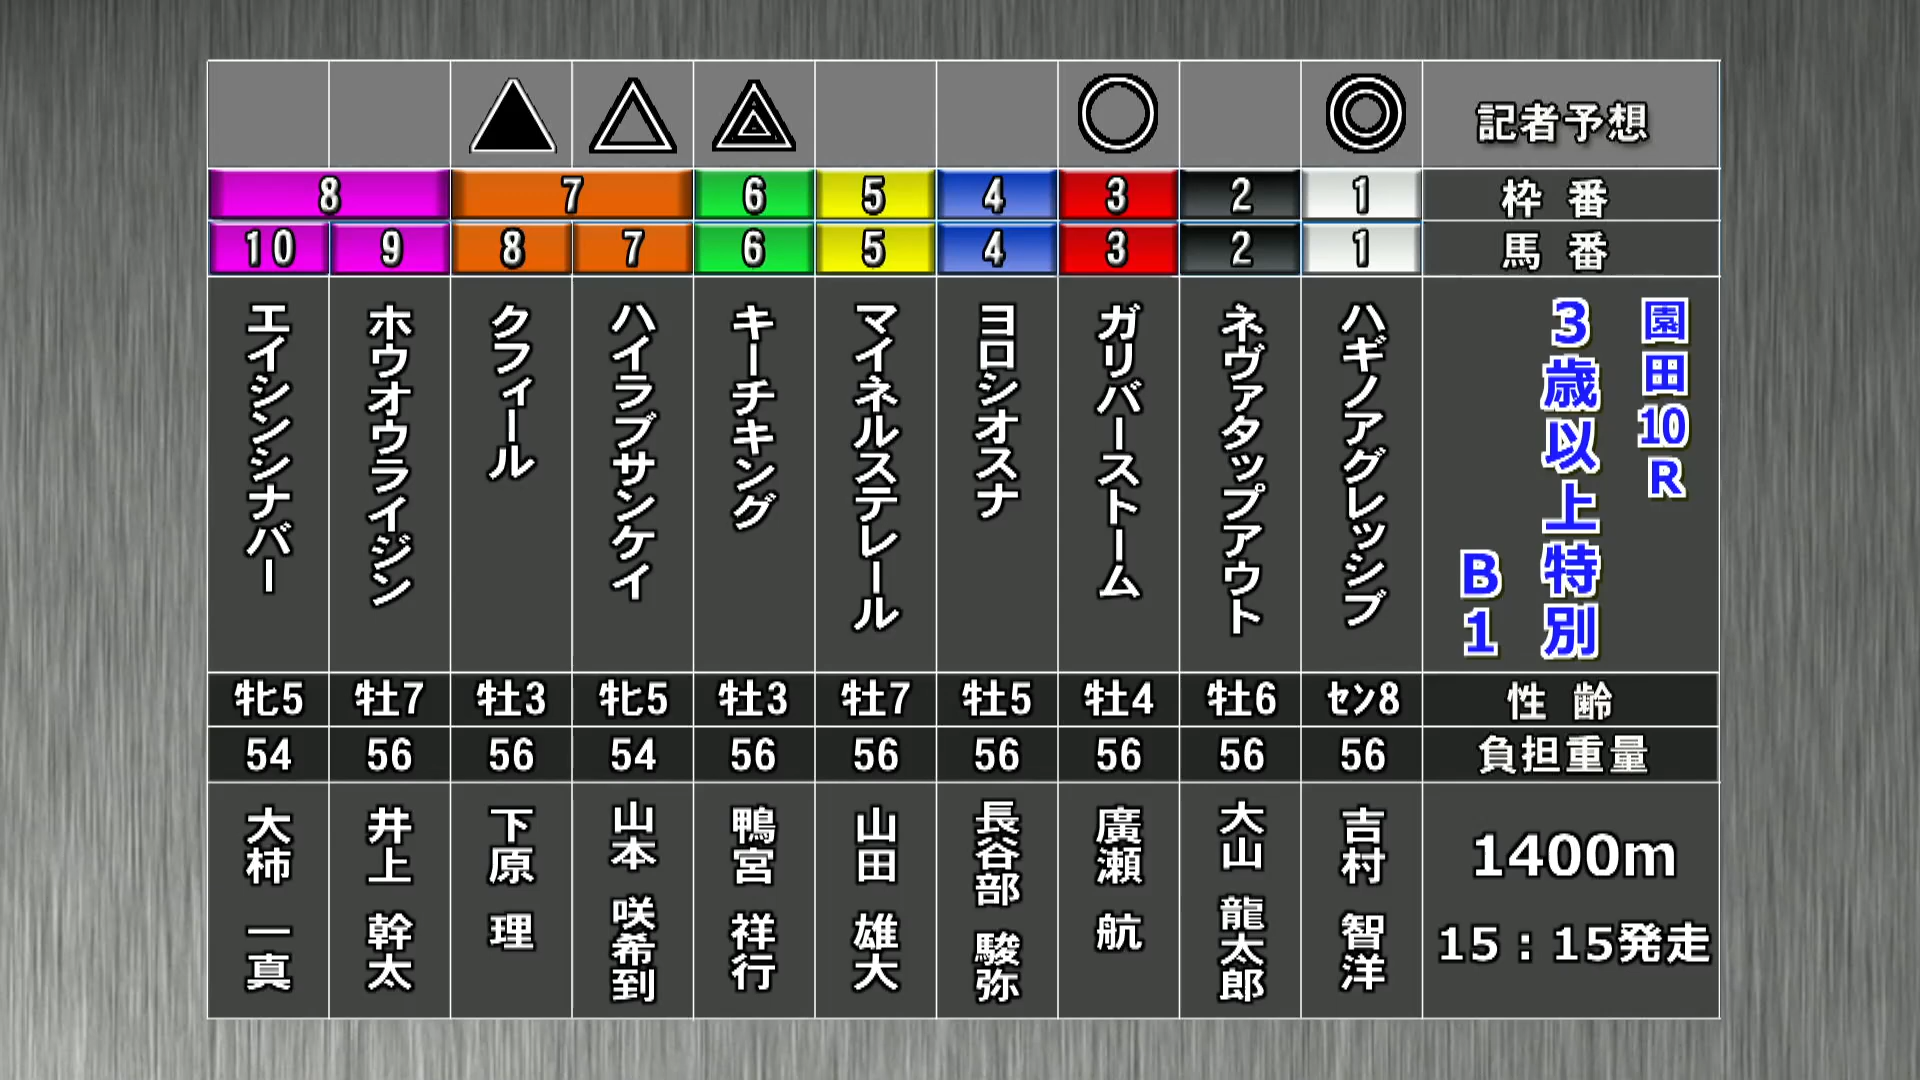 記者予想
枠番 1 2 3 4 5 6 7 8
馬番 1 2 3 4 5 6 7 8 9 10
園田10R
3歳以上特別
B1
ハギノアグレッシブ
ネヴァタップアウト
ガリバーストーム
ヨロシオスナ
マイネルステレール
キーチキング
ハイラブサンケイ
クフィール
ホウオウライジン
エイシンシナバー
性齢 セン8 牡6 牡4 牡5 牡7 牡3 牝5 牡3 牡7 牝5
負担重量 56 56 56 56 56 56 54 56 56 54
1400m
15:15発走
吉村 智洋
大山 龍太郎
廣瀬 航
長谷部 駿弥
山田 雄大
鴨宮 祥行
山本 咲希到
下原 理
井上 幹太
大柿 一真